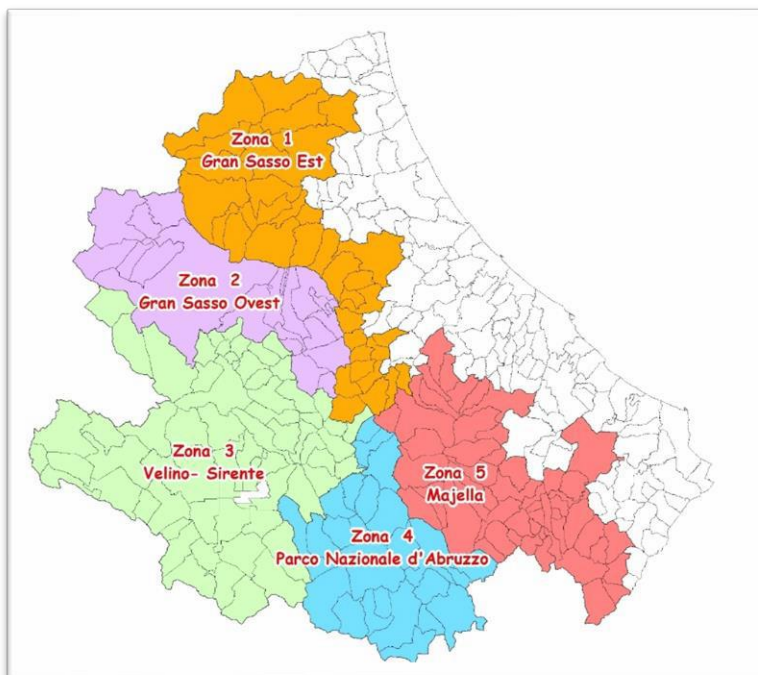 Zona 1
Gran Sasso Est
Zona 2
Gran Sasso Ovest
Zona 3
Velino- Sirente
Zona 5
Majella
Zona 4
Parco Nazionale d'Abruzzo